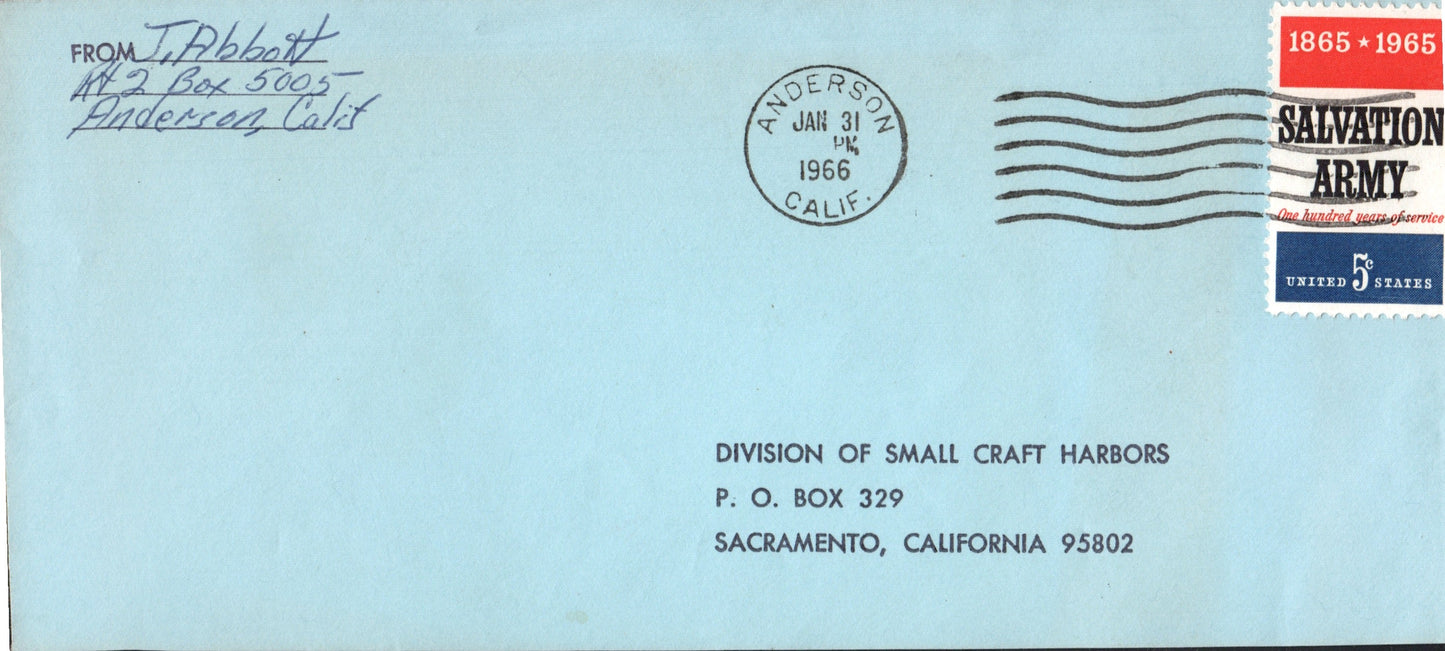 FROM J. Abbott
Rt 2 Box 5005
Anderson, Calif
ANDERSON
JAN 31
PM
1966
CALIF.
1865 ★ 1965
SALVATION
ARMY
One hundred years of service
UNITED 5c STATES
DIVISION OF SMALL CRAFT HARBORS
P. O. BOX 329
SACRAMENTO, CALIFORNIA 95802